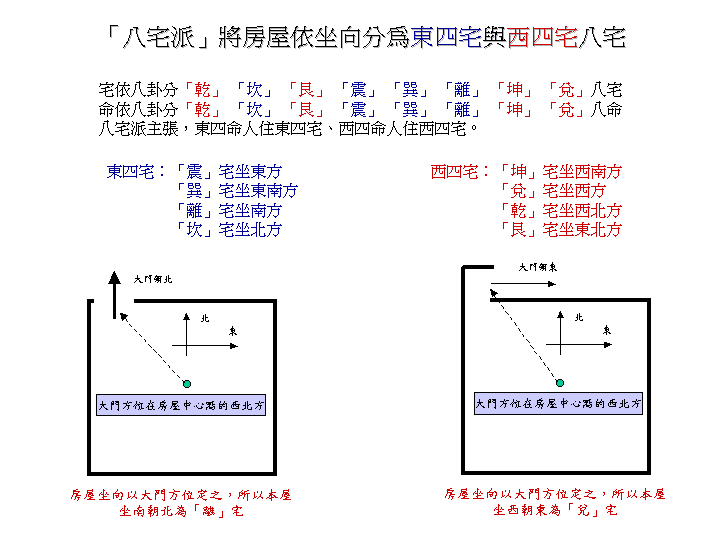 「八宅派」將房屋依坐向分為東四宅與西四宅八宅
宅依八卦分「乾」「坎」「艮」「震」「巽」「離」「坤」「兌」八宅
命依八卦分「乾」「坎」「艮」「震」「巽」「離」「坤」「兌」八命
八宅派主張，東四命人住東四宅、西四命人住西四宅。
東四宅：「震」宅坐東方
「巽」宅坐東南方
「離」宅坐南方
「坎」宅坐北方
西四宅：「坤」宅坐西南方
「兌」宅坐西方
「乾」宅坐西北方
「艮」宅坐東北方
大門朝北
北
東
大門方位在房屋中心點的西北方
房屋坐向以大門方位定之，所以本屋
坐南朝北為「離」宅
大門朝東
北
東
大門方位在房屋中心點的西北方
房屋坐向以大門方位定之，所以本屋
坐西朝東為「兌」宅